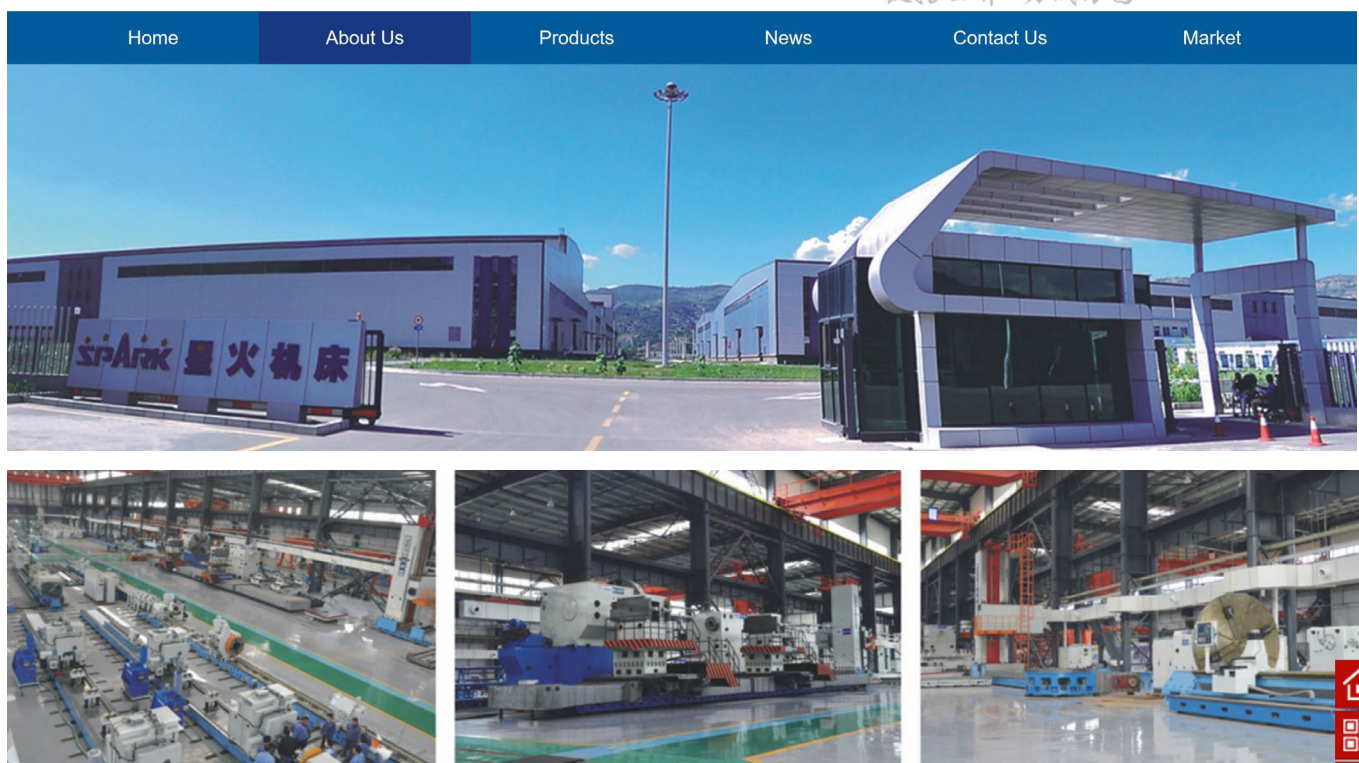 Home
About Us
Products
News
Contact Us
Market
SPARK 星火机床